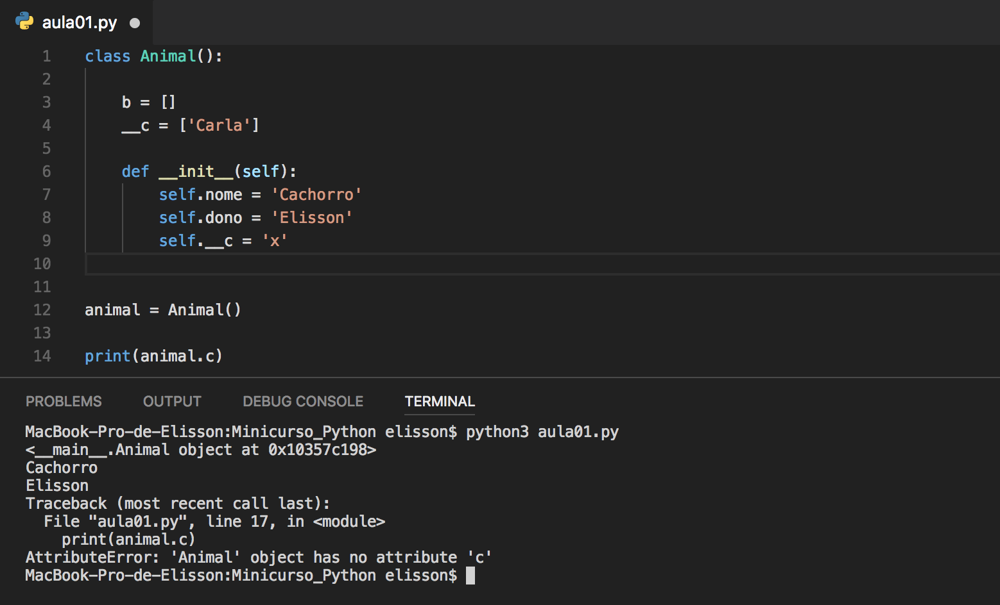 aula01.py
1 class Animal():
2
3     b = []
4     __c = ['Carla']
5
6     def __init__(self):
7         self.nome = 'Cachorro'
8         self.dono = 'Elisson'
9         self.__c = 'x'
10
11
12 animal = Animal()
13
14 print(animal.c)
PROBLEMS OUTPUT DEBUG CONSOLE TERMINAL
MacBook-Pro-de-Elisson:Minicurso_Python elisson$ python3 aula01.py
<__main__.Animal object at 0x10357c198>
Cachorro
Elisson
Traceback (most recent call last):
  File "aula01.py", line 17, in <module>
    print(animal.c)
AttributeError: 'Animal' object has no attribute 'c'
MacBook-Pro-de-Elisson:Minicurso_Python elisson$